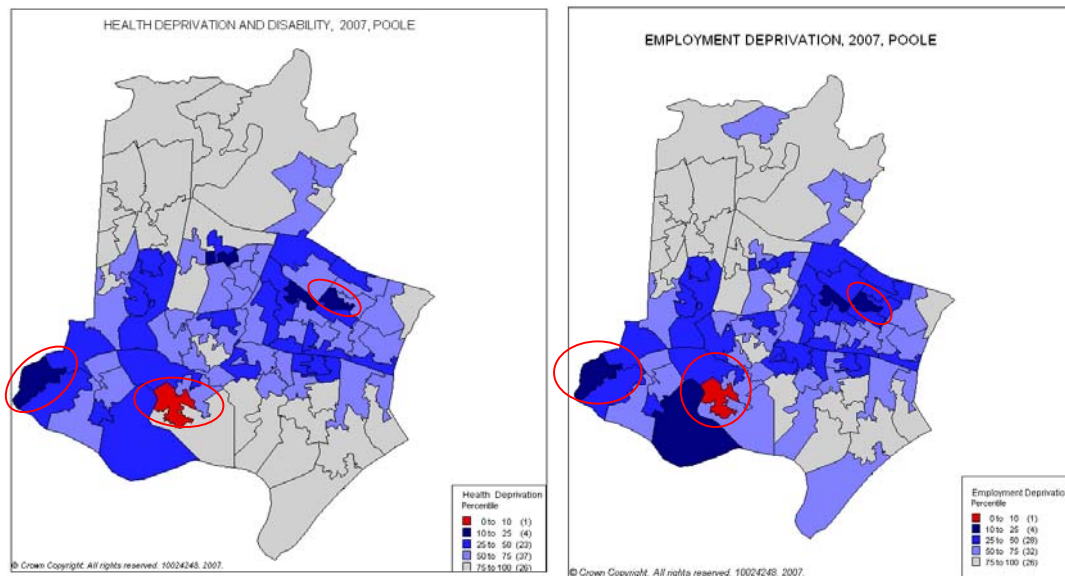 HEALTH DEPRIVATION AND DISABILITY, 2007, POOLE
Health Deprivation
Percentile
0 to 10 (1)
10 to 25 (4)
25 to 50 (23)
50 to 75 (37)
75 to 100 (26)
© Crown Copyright. All rights reserved. 10024248, 2007.
EMPLOYMENT DEPRIVATION, 2007, POOLE
Employment Deprivatio
Percentile
0 to 10 (1)
10 to 25 (4)
25 to 50 (28)
50 to 75 (32)
75 to 100 (26)
© Crown Copyright. All rights reserved. 10024248, 2007.